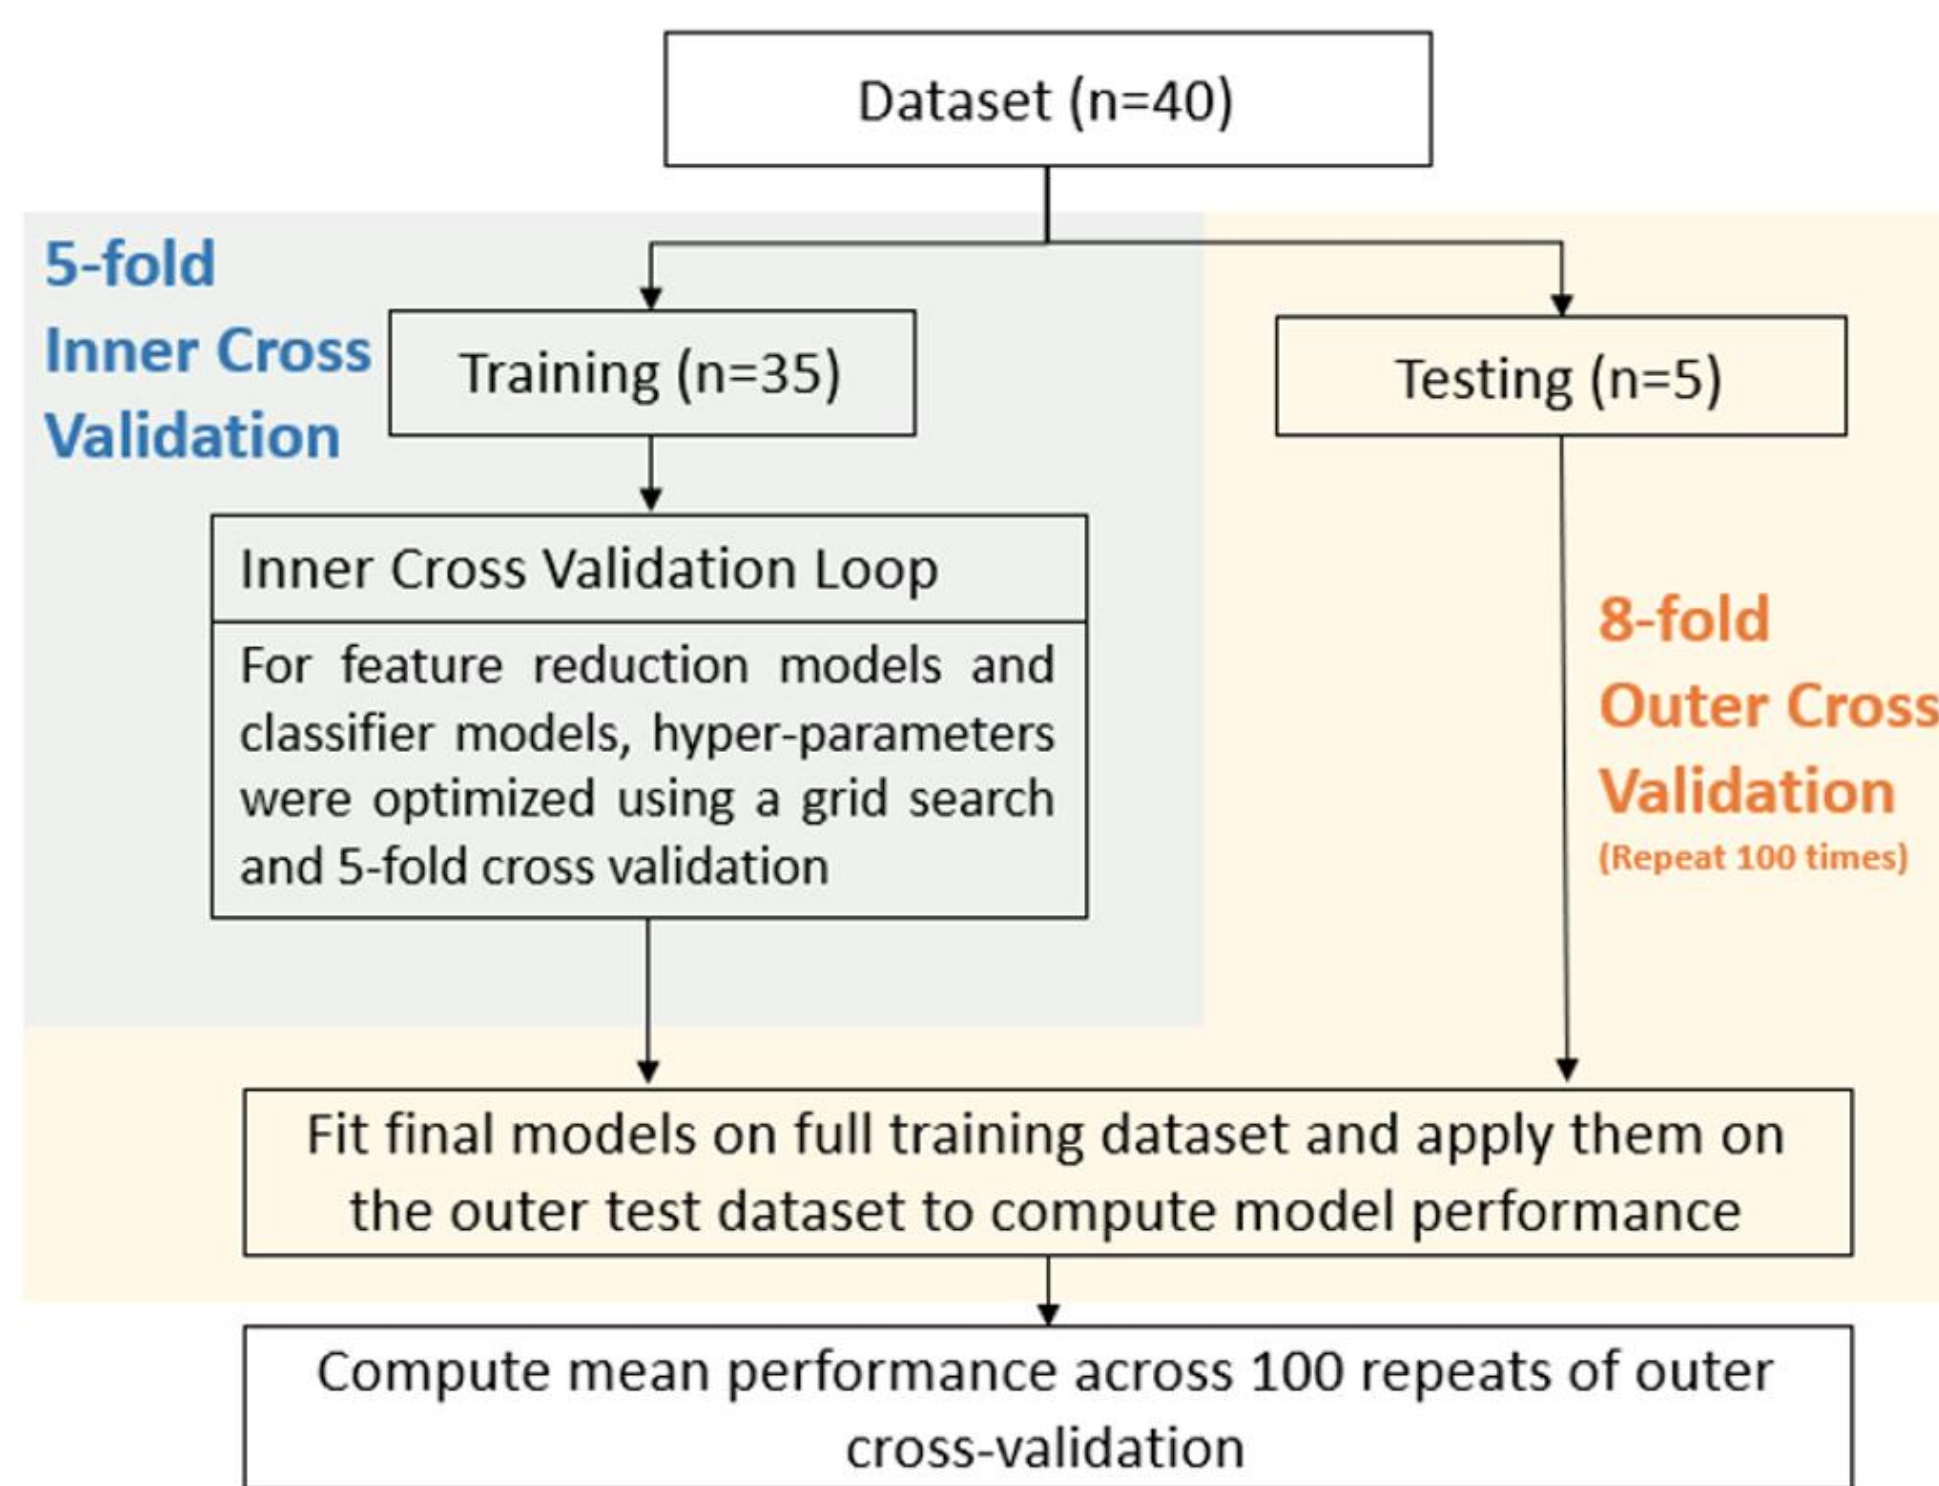 Dataset (n=40)
5-fold
Inner Cross
Validation
Training (n=35)
Testing (n=5)
Inner Cross Validation Loop
For feature reduction models and
classifier models, hyper-parameters
were optimized using a grid search
and 5-fold cross validation
8-fold
Outer Cross
Validation
(Repeat 100 times)
Fit final models on full training dataset and apply them on
the outer test dataset to compute model performance
Compute mean performance across 100 repeats of outer
cross-validation